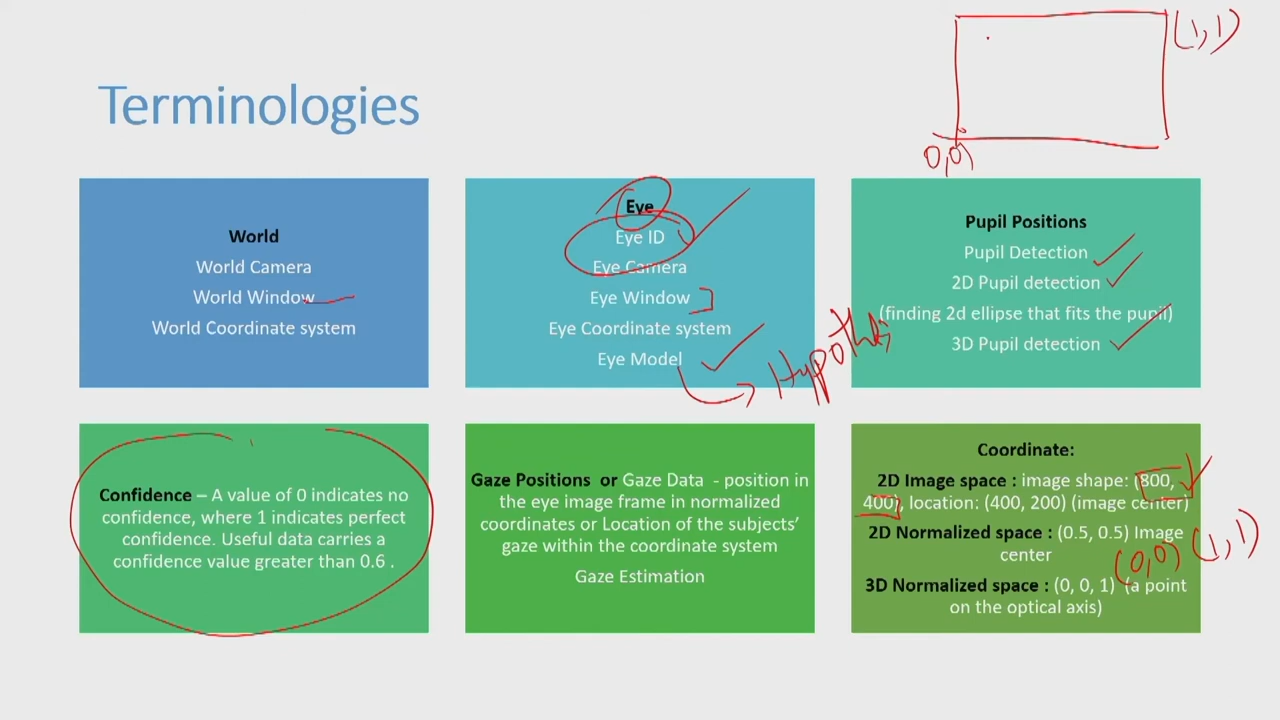 (1,1)
Terminologies
0,0
World
World Camera
World Window
World Coordinate system
Eye
Eye ID
Eye Camera
Eye Window
Eye Coordinate system
Eye Model
Pupil Positions
Pupil Detection
2D Pupil detection
(finding 2d ellipse that fits the pupil)
3D Pupil detection
Confidence – A value of 0 indicates no
confidence, where 1 indicates perfect
confidence. Useful data carries a
confidence value greater than 0.6 .
Gaze Positions or Gaze Data - position in
the eye image frame in normalized
coordinates or Location of the subjects’
gaze within the coordinate system
Gaze Estimation
Coordinate:
2D Image space : image shape: (800,
400), location: (400, 200) (image center)
2D Normalized space : (0.5, 0.5) Image
center
(0,0) (1,1)
3D Normalized space : (0, 0, 1) (a point
on the optical axis)